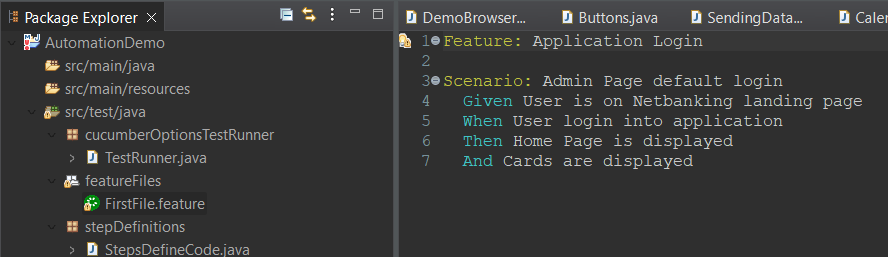 Package Explorer
AutomationDemo
src/main/java
src/main/resources
src/test/java
cucumberOptionsTestRunner
TestRunner.java
featureFiles
FirstFile.feature
stepDefinitions
StepsDefineCode.java
DemoBrowser... Buttons.java SendingData... Caler
1 Feature: Application Login
2
3 Scenario: Admin Page default login
4 Given User is on Netbanking landing page
5 When User login into application
6 Then Home Page is displayed
7 And Cards are displayed